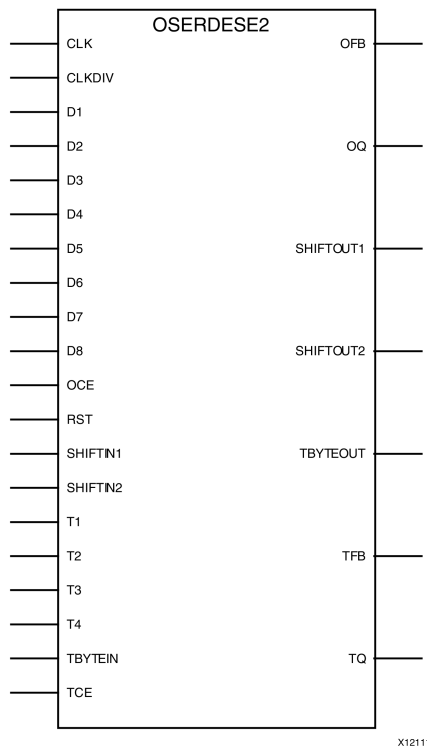 OSERDESE2
CLK
CLKDIV
D1
D2
D3
D4
D5
D6
D7
D8
OCE
RST
SHIFTIN1
SHIFTIN2
T1
T2
T3
T4
TBYTEIN
TCE
OFB
OQ
SHIFTOUT1
SHIFTOUT2
TBYTEOUT
TFB
TQ